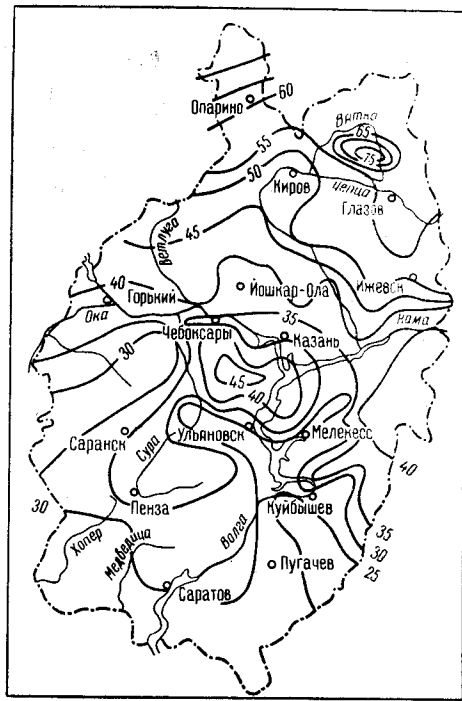 60
Опарино
Вятка
65
75
55
50
Киров
Чепца
Глазов
Ветлуга
45
40
Горький
Йошкар-Ола
Ижевск
Ока
35
Кама
Чебоксары
Казань
30
45
40
Саранск
Сура
Ульяновск
Мелекесс
40
30
Пенза
Куйбышев
35
Хопер
Медведица
Волга
30
Пугачев
25
Саратов